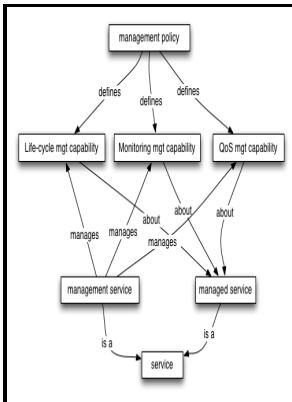 management policy
defines
defines
defines
Life-cycle mgt capability
Monitoring mgt capability
QoS mgt capability
about
about
about
manages
manages
manages
management service
managed service
is a
is a
service